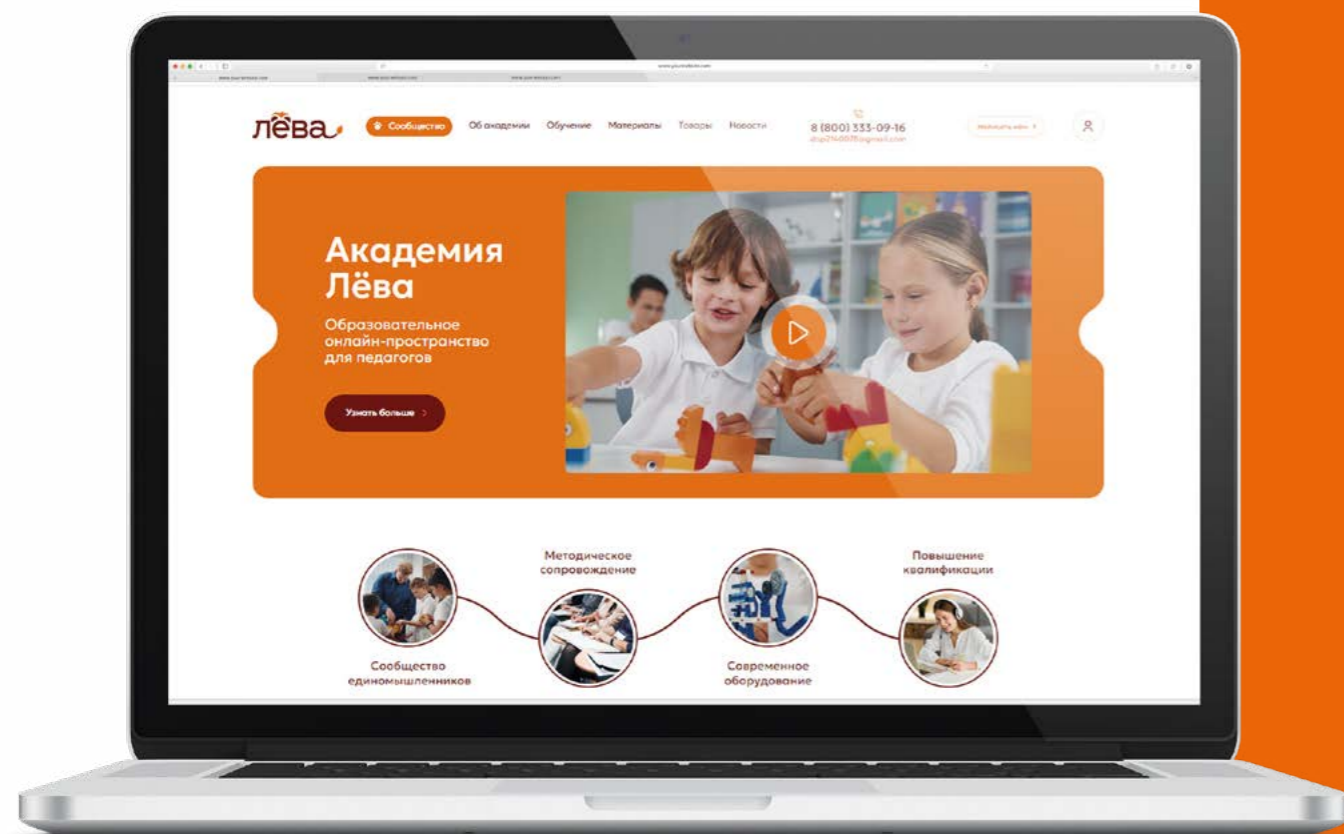 лёва
Сообщество
Об академии
Обучение
Материалы
Товары
Новости
8 (800) 333-09-16
Академия
Лёва
Образовательное
онлайн-пространство
для педагогов
Узнать больше
Методическое
сопровождение
Повышение
квалификации
Сообщество
единомышленников
Современное
оборудование